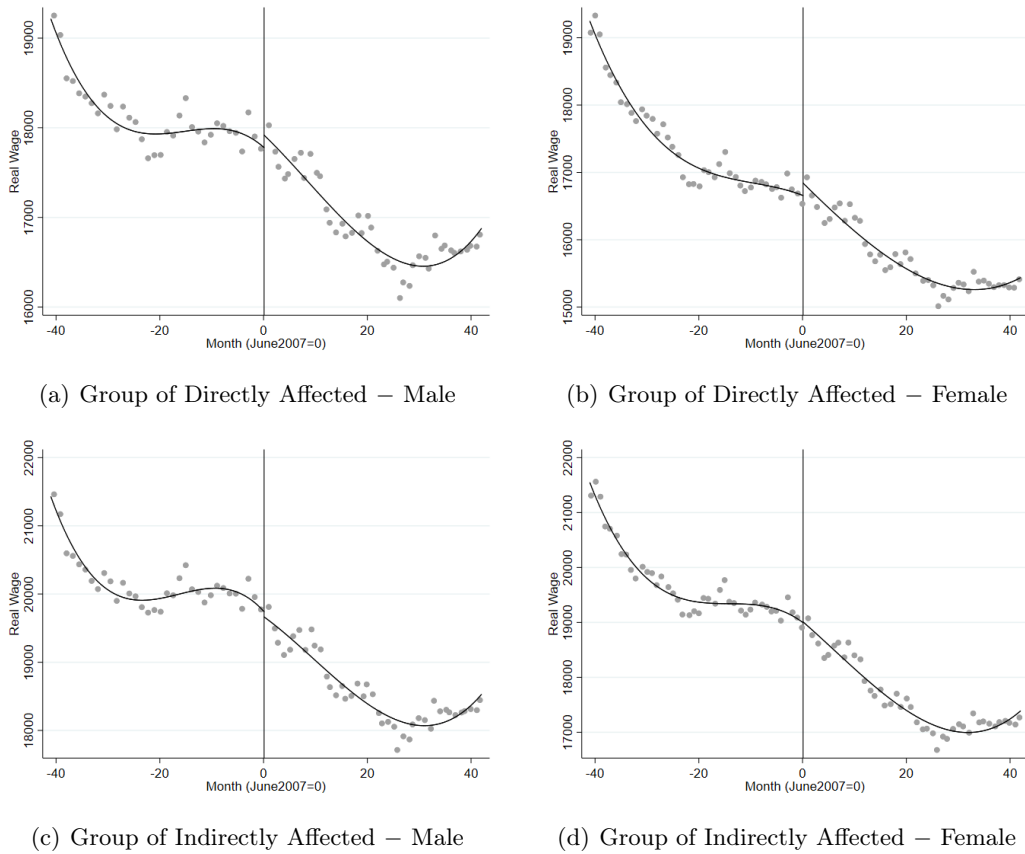 19000
18000
17000
16000
Real Wage
-40 -20 0 20 40
Month (June2007=0)
(a) Group of Directly Affected − Male
19000
18000
17000
16000
15000
Real Wage
-40 -20 0 20 40
Month (June2007=0)
(b) Group of Directly Affected − Female
22000
21000
20000
19000
18000
Real Wage
-40 -20 0 20 40
Month (June2007=0)
(c) Group of Indirectly Affected − Male
22000
21000
20000
19000
18000
17000
Real Wage
-40 -20 0 20 40
Month (June2007=0)
(d) Group of Indirectly Affected − Female